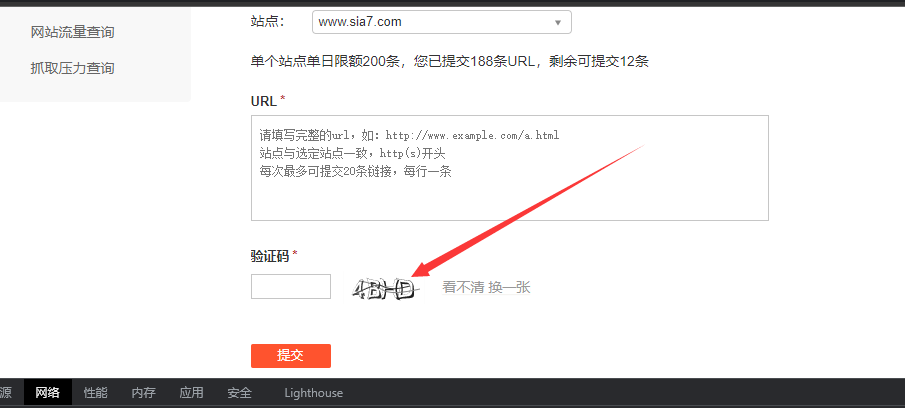 网站流量查询
抓取压力查询
站点： www.sia7.com
单个站点单日限额200条，您已提交188条URL，剩余可提交12条
URL *
请填写完整的url，如：http://www.example.com/a.html
站点与选定站点一致，http(s)开头
每次最多可提交20条链接，每行一条
验证码 *
看不清 换一张
提交
源 网络 性能 内存 应用 安全 Lighthouse